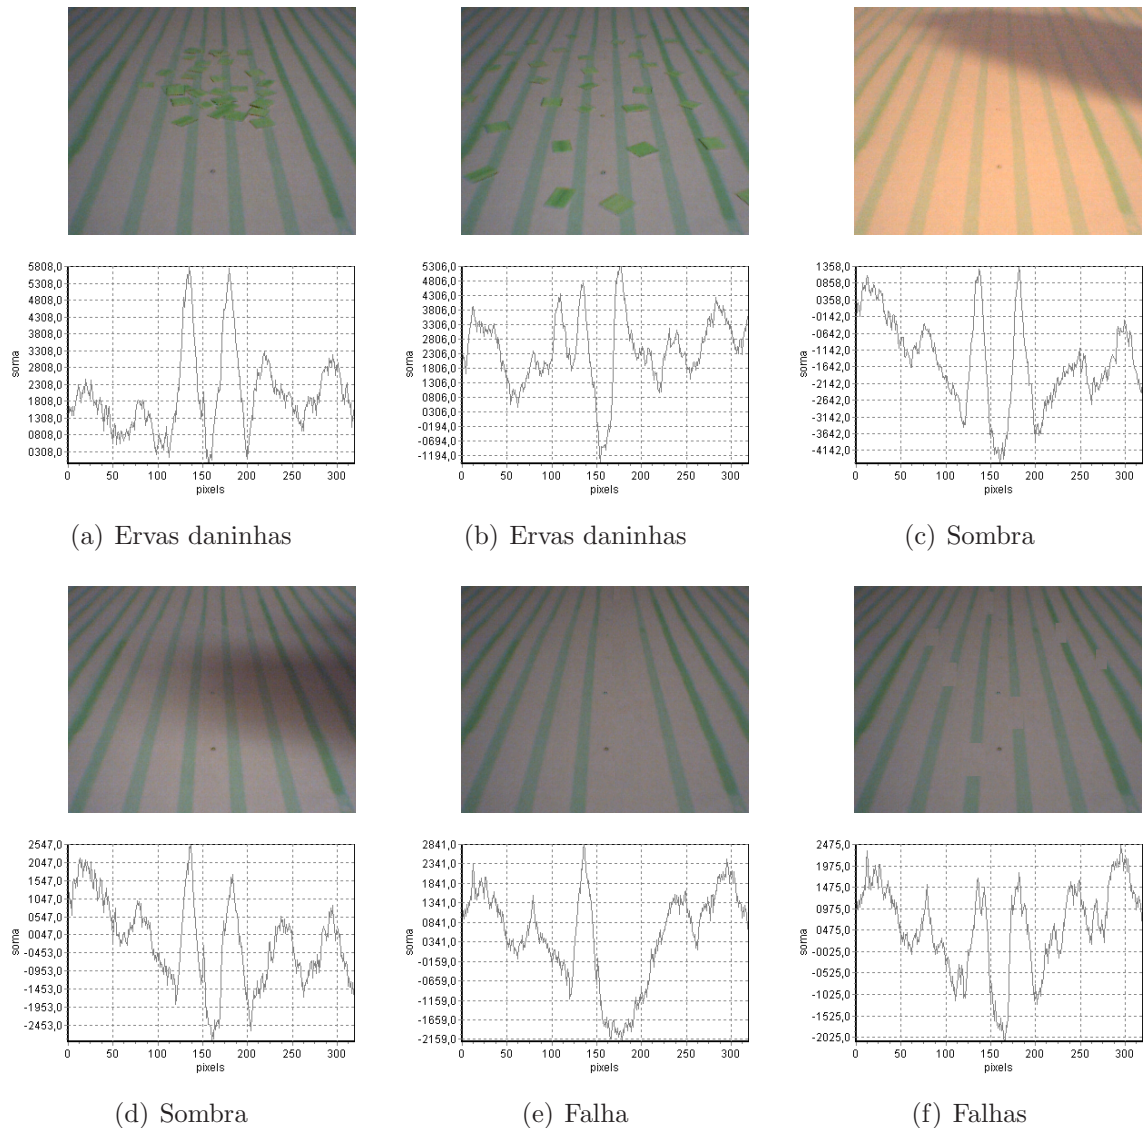 5808,0
5308,0
4808,0
4308,0
3808,0
3308,0
2808,0
2308,0
1808,0
1308,0
0808,0
0308,0
soma
0 50 100 150 200 250 300
pixels
5306,0
4806,0
4306,0
3806,0
3306,0
2806,0
2306,0
1806,0
1306,0
0806,0
0306,0
-0194,0
-0694,0
-1194,0
soma
0 50 100 150 200 250 300
pixels
1358,0
0858,0
0358,0
-0142,0
-0642,0
-1142,0
-1642,0
-2142,0
-2642,0
-3142,0
-3642,0
-4142,0
soma
0 50 100 150 200 250 300
pixels
(a) Ervas daninhas
(b) Ervas daninhas
(c) Sombra
2547,0
2047,0
1547,0
1047,0
0547,0
0047,0
-0453,0
-0953,0
-1453,0
-1953,0
-2453,0
soma
0 50 100 150 200 250 300
pixels
2841,0
2341,0
1841,0
1341,0
0841,0
0341,0
-0159,0
-0659,0
-1159,0
-1659,0
-2159,0
soma
0 50 100 150 200 250 300
pixels
2475,0
1975,0
1475,0
0975,0
0475,0
-0025,0
-0525,0
-1025,0
-1525,0
-2025,0
soma
0 50 100 150 200 250 300
pixels
(d) Sombra
(e) Falha
(f) Falhas